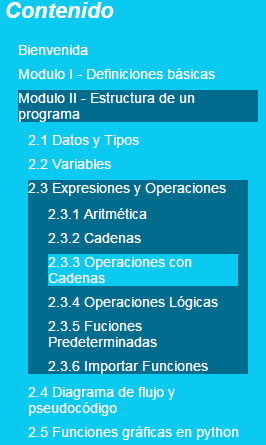 Contenido
Bienvenida
Modulo I - Definiciones básicas
Modulo II - Estructura de un
programa
2.1 Datos y Tipos
2.2 Variables
2.3 Expresiones y Operaciones
2.3.1 Aritmética
2.3.2 Cadenas
2.3.3 Operaciones con
Cadenas
2.3.4 Operaciones Lógicas
2.3.5 Fuciones
Predeterminadas
2.3.6 Importar Funciones
2.4 Diagrama de flujo y
pseudocódigo
2.5 Funciones gráficas en python